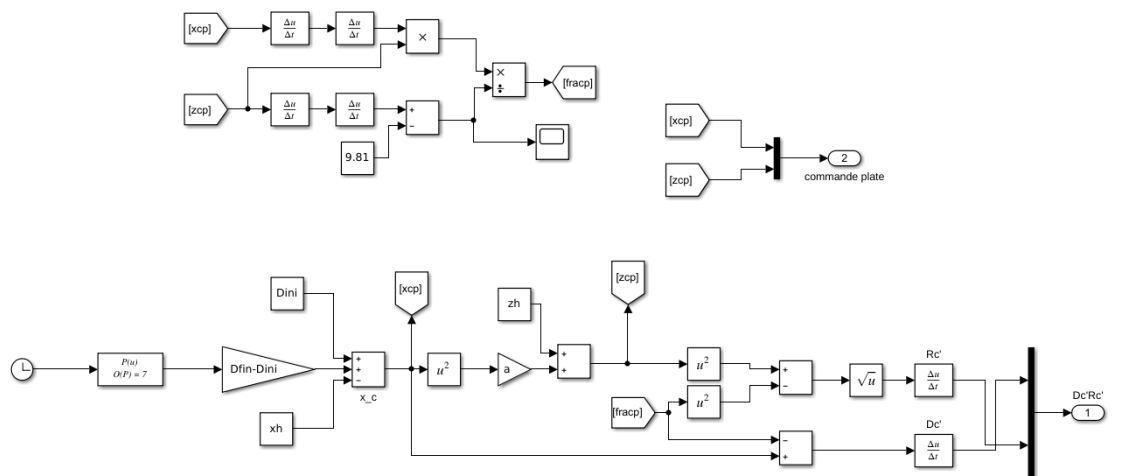 [xcp]
Δu
Δt
Δu
Δt
×
[zcp]
Δu
Δt
Δu
Δt
+
−
9.81
×
÷
[fracp]
[xcp]
[zcp]
2
commande plate
P(u)
O(P) = 7
Dfin-Dini
Dini
xh
+
+
−
x_c
[xcp]
u²
a
zh
+
+
[zcp]
u²
[fracp]
u²
+
−
−
+
√u
Rc'
Δu
Δt
Dc'
Δu
Δt
Dc'Rc'
1